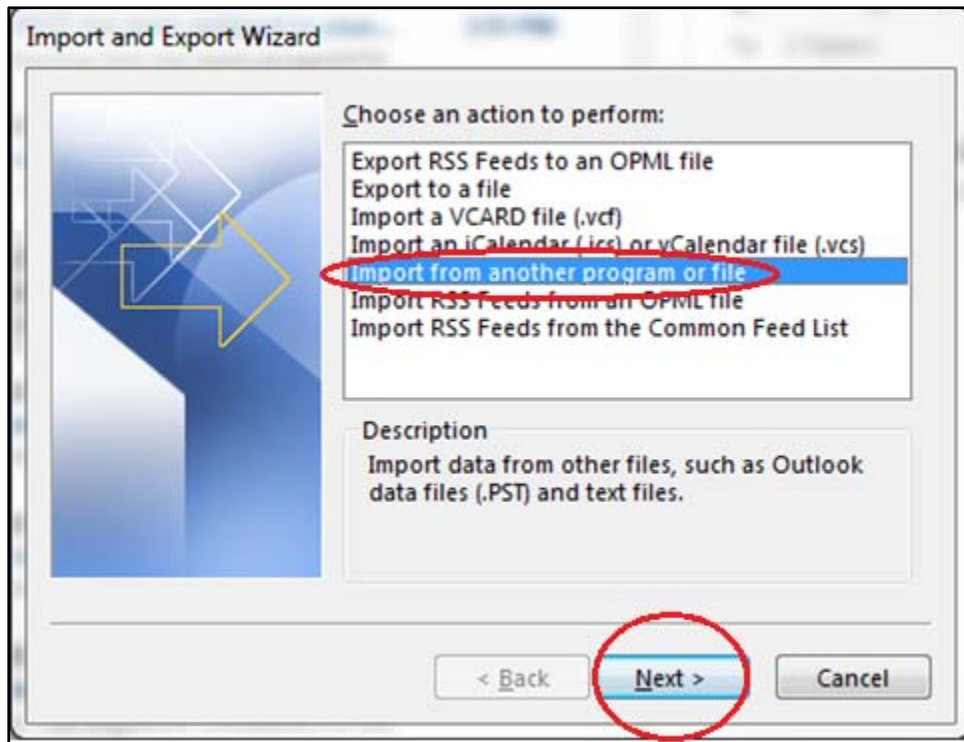 Import and Export Wizard
Choose an action to perform:
Export RSS Feeds to an OPML file
Export to a file
Import a VCARD file (.vcf)
Import an iCalendar (.ics) or vCalendar file (.vcs)
Import from another program or file
Import RSS Feeds from an OPML file
Import RSS Feeds from the Common Feed List
Description
Import data from other files, such as Outlook
data files (.PST) and text files.
< Back
Next >
Cancel